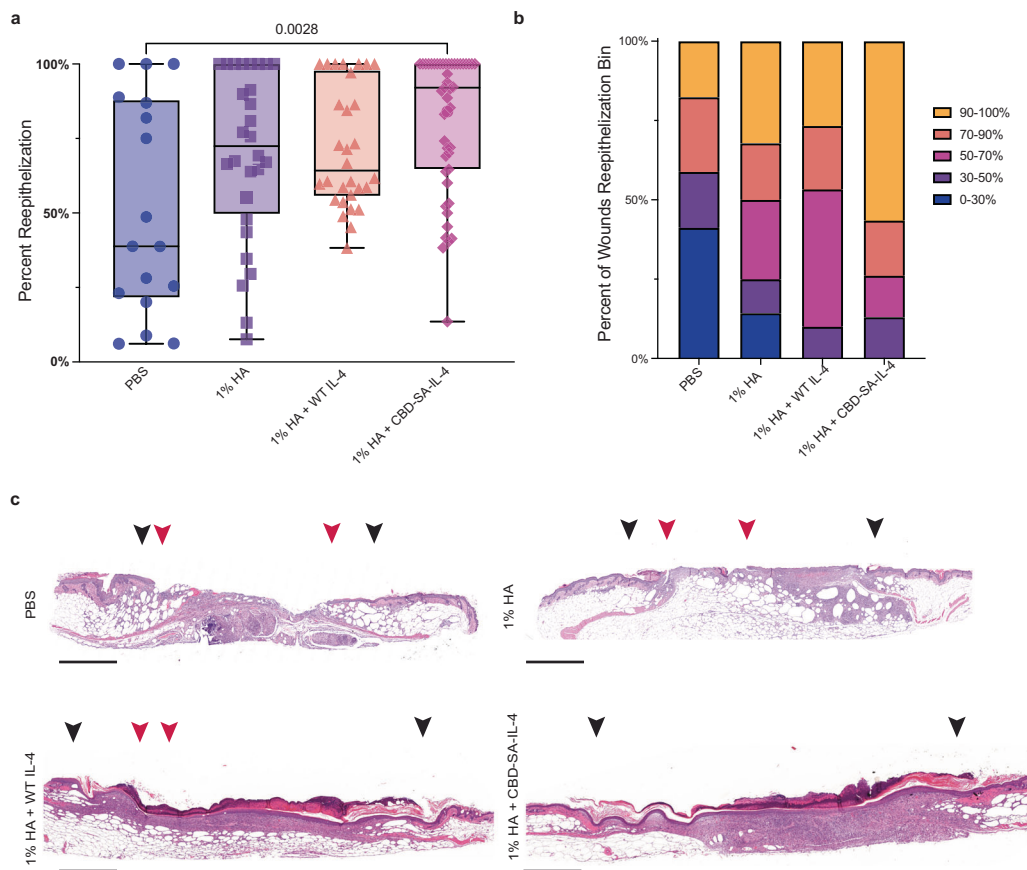 a
0.0028
Percent Reepithelization
100%
50%
0%
PBS
1% HA
1% HA + WT IL-4
1% HA + CBD-SA-IL-4
b
Percent of Wounds Reepithelization Bin
100%
50%
0%
PBS
1% HA
1% HA + WT IL-4
1% HA + CBD-SA-IL-4
90-100%
70-90%
50-70%
30-50%
0-30%
c
PBS
1% HA
1% HA + WT IL-4
1% HA + CBD-SA-IL-4